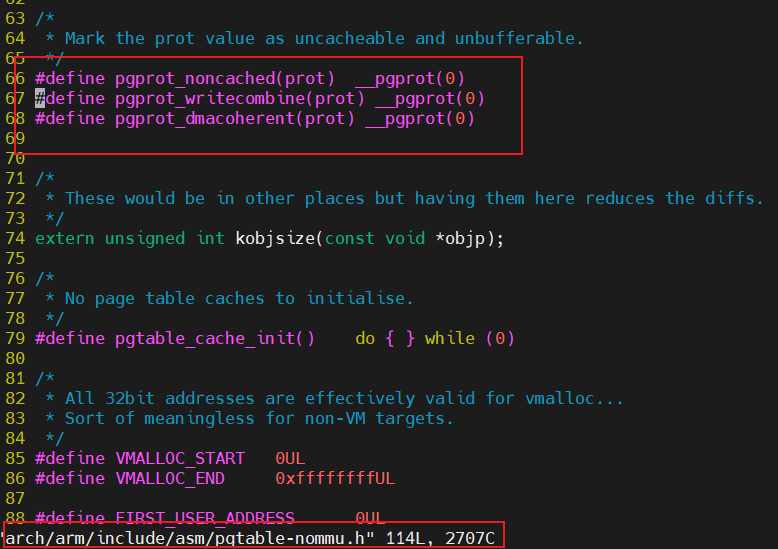 63 /*
64  * Mark the prot value as uncacheable and unbufferable.
65  */
66 #define pgprot_noncached(prot)  __pgprot(0)
67 #define pgprot_writecombine(prot) __pgprot(0)
68 #define pgprot_dmacoherent(prot) __pgprot(0)
69
70
71 /*
72  * These would be in other places but having them here reduces the diffs.
73  */
74 extern unsigned int kobjsize(const void *objp);
75
76 /*
77  * No page table caches to initialise.
78  */
79 #define pgtable_cache_init()    do { } while (0)
80
81 /*
82  * All 32bit addresses are effectively valid for vmalloc...
83  * Sort of meaningless for non-VM targets.
84  */
85 #define VMALLOC_START   0UL
86 #define VMALLOC_END     0xffffffffUL
87
88 #define FIRST_USER_ADDRESS      0UL
"arch/arm/include/asm/pgtable-nommu.h" 114L, 2707C